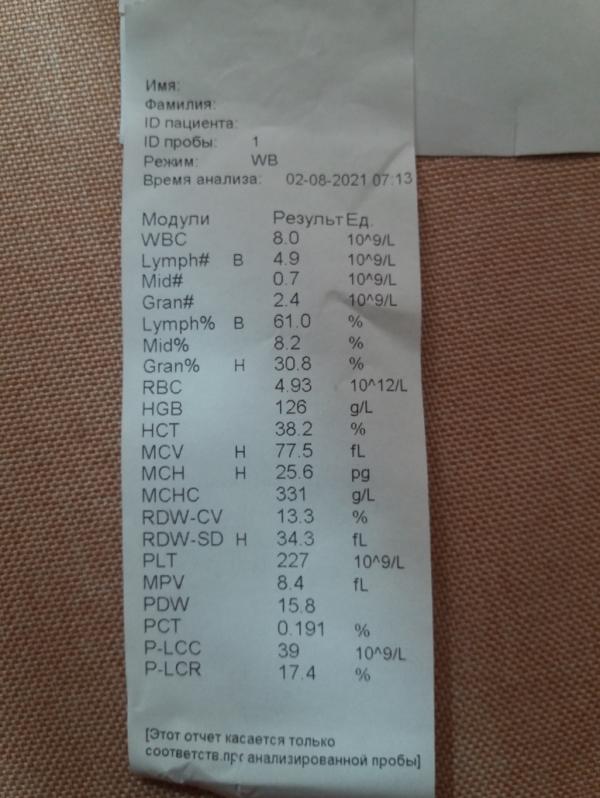 Имя:
Фамилия:
ID пациента:
ID пробы: 1
Режим: WB
Время анализа: 02-08-2021 07:13
Модули РезультЕд.
WBC 8.0 10^9/L
Lymph# В 4.9 10^9/L
Mid# 0.7 10^9/L
Gran# 2.4 10^9/L
Lymph% В 61.0 %
Mid% 8.2 %
Gran% Н 30.8 %
RBC 4.93 10^12/L
HGB 126 g/L
HCT 38.2 %
MCV Н 77.5 fL
MCH Н 25.6 pg
MCHC 331 g/L
RDW-CV 13.3 %
RDW-SD Н 34.3 fL
PLT 227 10^9/L
MPV 8.4 fL
PDW 15.8
PCT 0.191 %
P-LCC 39 10^9/L
P-LCR 17.4 %
[Этот отчет касается только
соответств.прс анализированной пробы]